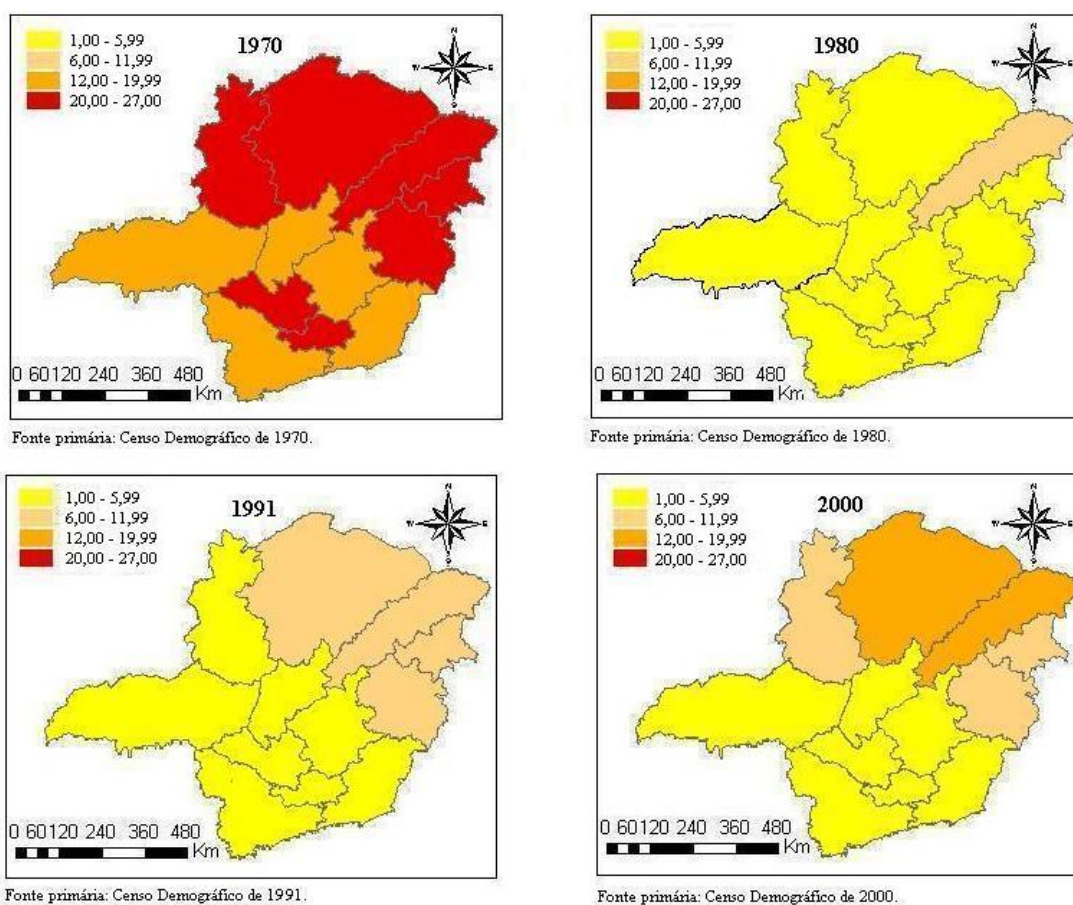 1970
1,00 - 5,99
6,00 - 11,99
12,00 - 19,99
20,00 - 27,00
N
W E
S
0 60120 240 360 480
Km
Fonte primária: Censo Demográfico de 1970.
1980
1,00 - 5,99
6,00 - 11,99
12,00 - 19,99
20,00 - 27,00
N
W E
S
0 60 120 240 360 480
Km
Fonte primária: Censo Demográfico de 1980.
1991
1,00 - 5,99
6,00 - 11,99
12,00 - 19,99
20,00 - 27,00
N
W E
S
0 60120 240 360 480
Km
Fonte primária: Censo Demográfico de 1991.
2000
1,00 - 5,99
6,00 - 11,99
12,00 - 19,99
20,00 - 27,00
N
W E
S
0 60120 240 360 480
Km
Fonte primária: Censo Demográfico de 2000.